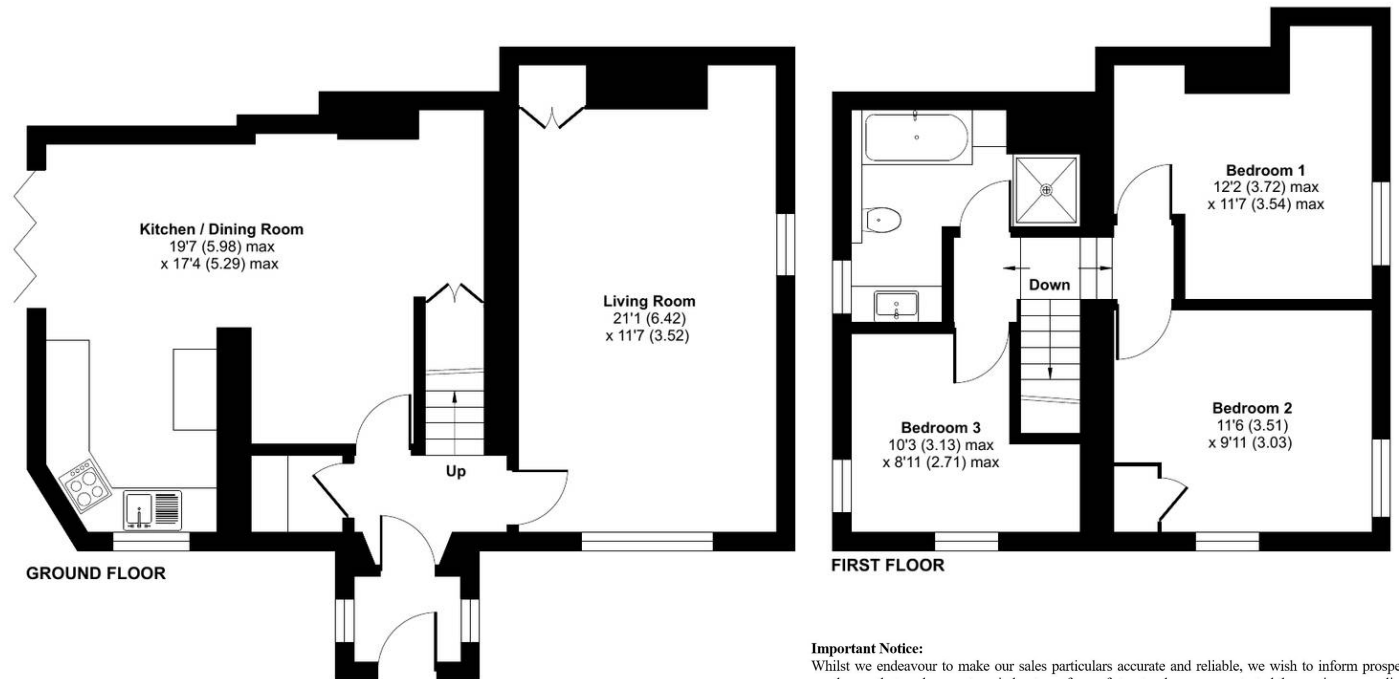 Kitchen / Dining Room
19'7 (5.98) max
x 17'4 (5.29) max
Living Room
21'1 (6.42)
x 11'7 (3.52)
Up
GROUND FLOOR
Bedroom 1
12'2 (3.72) max
x 11'7 (3.54) max
Down
Bedroom 2
11'6 (3.51)
x 9'11 (3.03)
Bedroom 3
10'3 (3.13) max
x 8'11 (2.71) max
FIRST FLOOR
Important Notice:
Whilst we endeavour to make our sales particulars accurate and reliable, we wish to inform